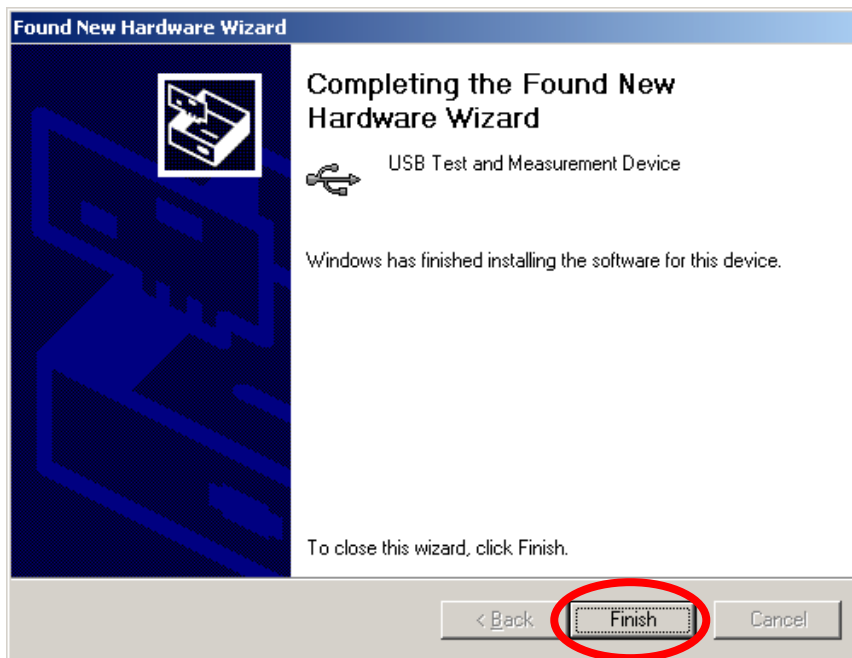 Found New Hardware Wizard
Completing the Found New
Hardware Wizard
USB Test and Measurement Device
Windows has finished installing the software for this device.
To close this wizard, click Finish.
< Back
Finish
Cancel